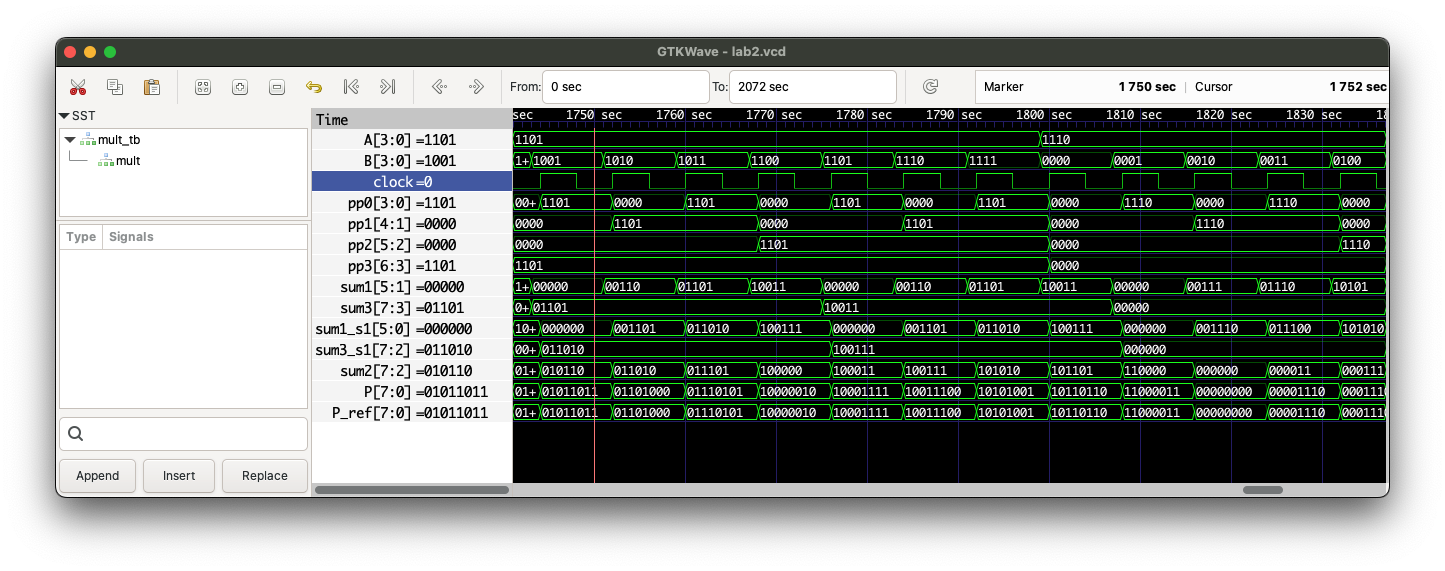 GTKWave - lab2.vcd
From: 0 sec To: 2072 sec Marker 1 750 sec | Cursor 1 752 sec
SST
mult_tb
mult
Type Signals
Append Insert Replace
Time
sec 1750 sec 1760 sec 1770 sec 1780 sec 1790 sec 1800 sec 1810 sec 1820 sec 1830 sec
A[3:0] =1101 1101 1110
B[3:0] =1001 1+ 1001 1010 1011 1100 1101 1110 1111 0000 0001 0010 0011 0100
clock =0
pp0[3:0] =1101 00+ 1101 0000 1101 0000 1101 0000 1101 0000 1110 0000 1110 0000
pp1[4:1] =0000 0000 1101 0000 1101 0000 1110 0000
pp2[5:2] =0000 0000 1101 0000 1110
pp3[6:3] =1101 1101 0000
sum1[5:1] =00000 1+ 00000 00110 01101 10011 00000 00110 01101 10011 00000 00111 01110 10101
sum3[7:3] =01101 0+ 01101 10011 00000
sum1_s1[5:0] =000000 10+ 000000 001101 011010 100111 000000 001101 011010 100111 000000 001110 011100 101010
sum3_s1[7:2] =011010 00+ 011010 100111 000000
sum2[7:2] =010110 01+ 010110 011010 011101 100000 100011 100111 101010 101101 110000 000000 000011 000111
P[7:0] =01011011 01+ 01011011 01101000 01110101 10000010 10001111 10011100 10101001 10110110 11000011 00000000 00001110 0001110
P_ref[7:0] =01011011 01+ 01011011 01101000 01110101 10000010 10001111 10011100 10101001 10110110 11000011 00000000 00001110 0001110